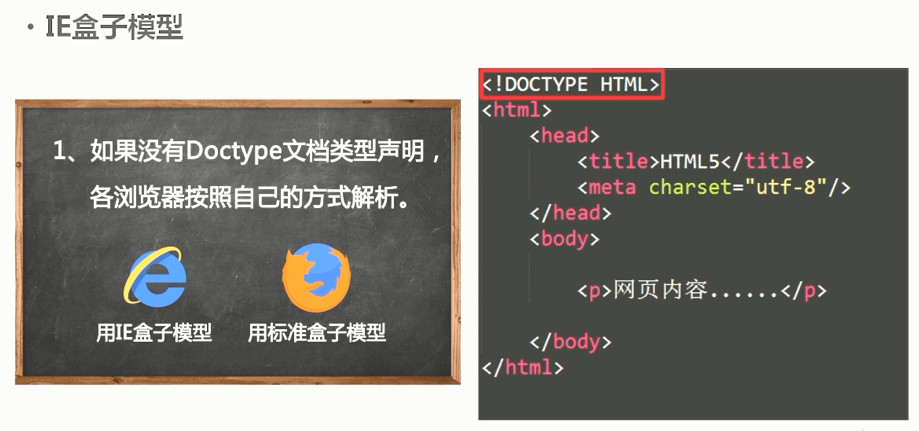 ·IE盒子模型
1、如果没有Doctype文档类型声明，
各浏览器按照自己的方式解析。
用IE盒子模型
用标准盒子模型
<!DOCTYPE HTML>
<html>
<head>
<title>HTML5</title>
<meta charset="utf-8"/>
</head>
<body>
<p>网页内容......</p>
</body>
</html>